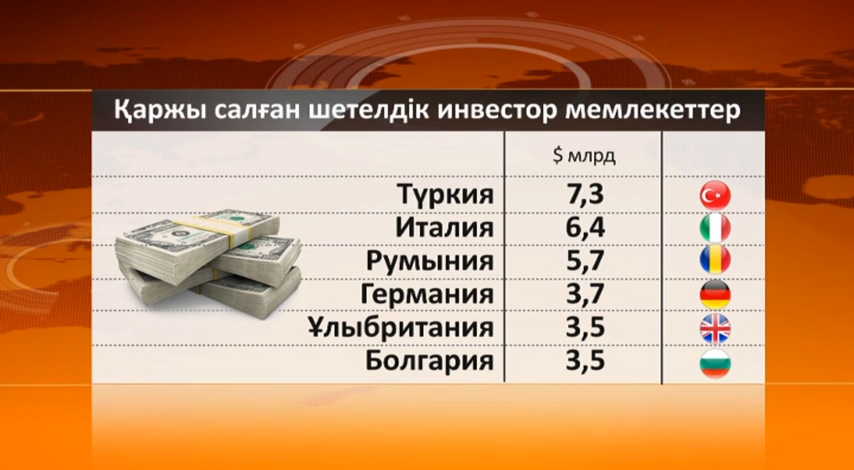 Қаржы салған шетелдік инвестор мемлекеттер
$ млрд
Түркия 7,3
Италия 6,4
Румыния 5,7
Германия 3,7
Ұлыбритания 3,5
Болгария 3,5